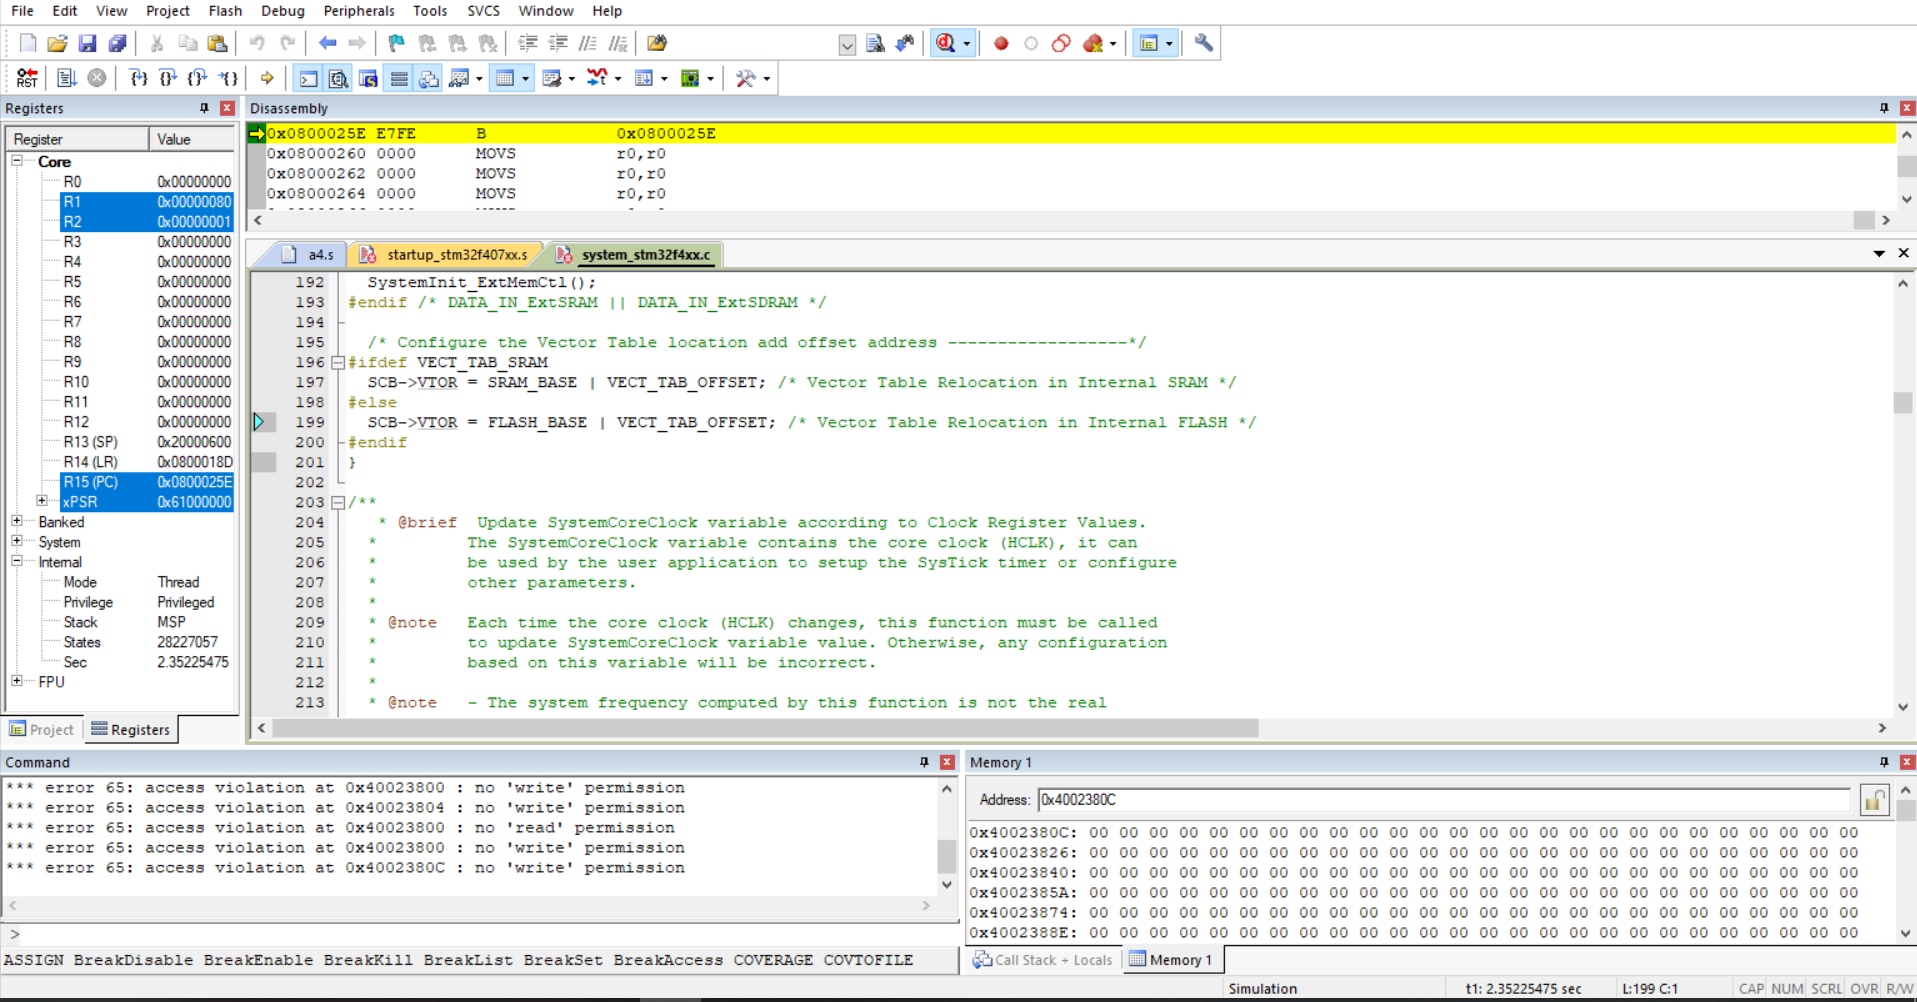 File Edit View Project Flash Debug Peripherals Tools SVCS Window Help
RST
Registers
Register Value
Core
R0 0x00000000
R1 0x00000080
R2 0x00000001
R3 0x00000000
R4 0x00000000
R5 0x00000000
R6 0x00000000
R7 0x00000000
R8 0x00000000
R9 0x00000000
R10 0x00000000
R11 0x00000000
R12 0x00000000
R13 (SP) 0x20000600
R14 (LR) 0x0800018D
R15 (PC) 0x0800025E
xPSR 0x61000000
Banked
System
Internal
Mode Thread
Privilege Privileged
Stack MSP
States 28227057
Sec 2.35225475
FPU
Project Registers
Disassembly
0x0800025E E7FE B 0x0800025E
0x08000260 0000 MOVS r0,r0
0x08000262 0000 MOVS r0,r0
0x08000264 0000 MOVS r0,r0
a4.s startup_stm32f407xx.s system_stm32f4xx.c
192 SystemInit_ExtMemCtl();
193 #endif /* DATA_IN_ExtSRAM || DATA_IN_ExtSDRAM */
194
195 /* Configure the Vector Table location add offset address ------------------*/
196 #ifdef VECT_TAB_SRAM
197 SCB->VTOR = SRAM_BASE | VECT_TAB_OFFSET; /* Vector Table Relocation in Internal SRAM */
198 #else
199 SCB->VTOR = FLASH_BASE | VECT_TAB_OFFSET; /* Vector Table Relocation in Internal FLASH */
200 #endif
201 }
202
203 /**
204 * @brief Update SystemCoreClock variable according to Clock Register Values.
205 * The SystemCoreClock variable contains the core clock (HCLK), it can
206 * be used by the user application to setup the SysTick timer or configure
207 * other parameters.
208 *
209 * @note Each time the core clock (HCLK) changes, this function must be called
210 * to update SystemCoreClock variable value. Otherwise, any configuration
211 * based on this variable will be incorrect.
212 *
213 * @note - The system frequency computed by this function is not the real
Command
*** error 65: access violation at 0x40023800 : no 'write' permission
*** error 65: access violation at 0x40023804 : no 'write' permission
*** error 65: access violation at 0x40023800 : no 'read' permission
*** error 65: access violation at 0x40023800 : no 'write' permission
*** error 65: access violation at 0x4002380C : no 'write' permission
>
ASSIGN BreakDisable BreakEnable BreakKill BreakList BreakSet BreakAccess COVERAGE COVTOFILE
Memory 1
Address: 0x4002380C
0x4002380C: 00 00 00 00 00 00 00 00 00 00 00 00 00 00 00 00 00 00 00 00 00 00 00 00 00 00
0x40023826: 00 00 00 00 00 00 00 00 00 00 00 00 00 00 00 00 00 00 00 00 00 00 00 00 00 00
0x40023840: 00 00 00 00 00 00 00 00 00 00 00 00 00 00 00 00 00 00 00 00 00 00 00 00 00 00
0x4002385A: 00 00 00 00 00 00 00 00 00 00 00 00 00 00 00 00 00 00 00 00 00 00 00 00 00 00
0x40023874: 00 00 00 00 00 00 00 00 00 00 00 00 00 00 00 00 00 00 00 00 00 00 00 00 00 00
0x4002388E: 00 00 00 00 00 00 00 00 00 00 00 00 00 00 00 00 00 00 00 00 00 00 00 00 00 00
Call Stack + Locals Memory 1
Simulation t1: 2.35225475 sec L:199 C:1 CAP NUM SCRL OVR R/W